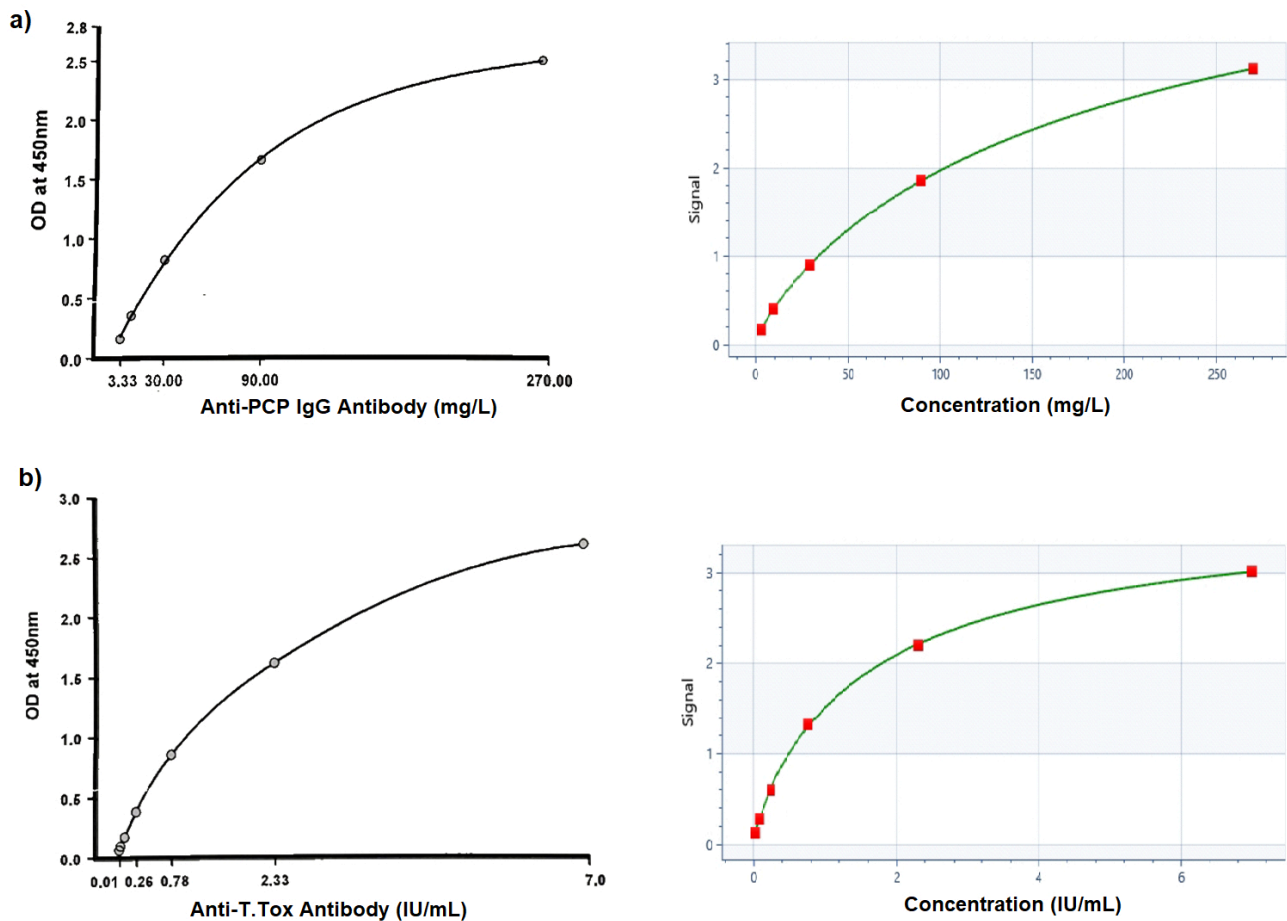 a)
2.8
2.5
2.0
1.5
1.0
0.5
0.0
OD at 450nm
3.33 30.00 90.00 270.00
Anti-PCP IgG Antibody (mg/L)
3
2
1
0
Signal
0 50 100 150 200 250
Concentration (mg/L)
b)
3.0
2.5
2.0
1.5
1.0
0.5
0.0
OD at 450nm
0.01 0.26 0.78 2.33 7.0
Anti-T.Tox Antibody (IU/mL)
3
2
1
0
Signal
0 2 4 6
Concentration (IU/mL)